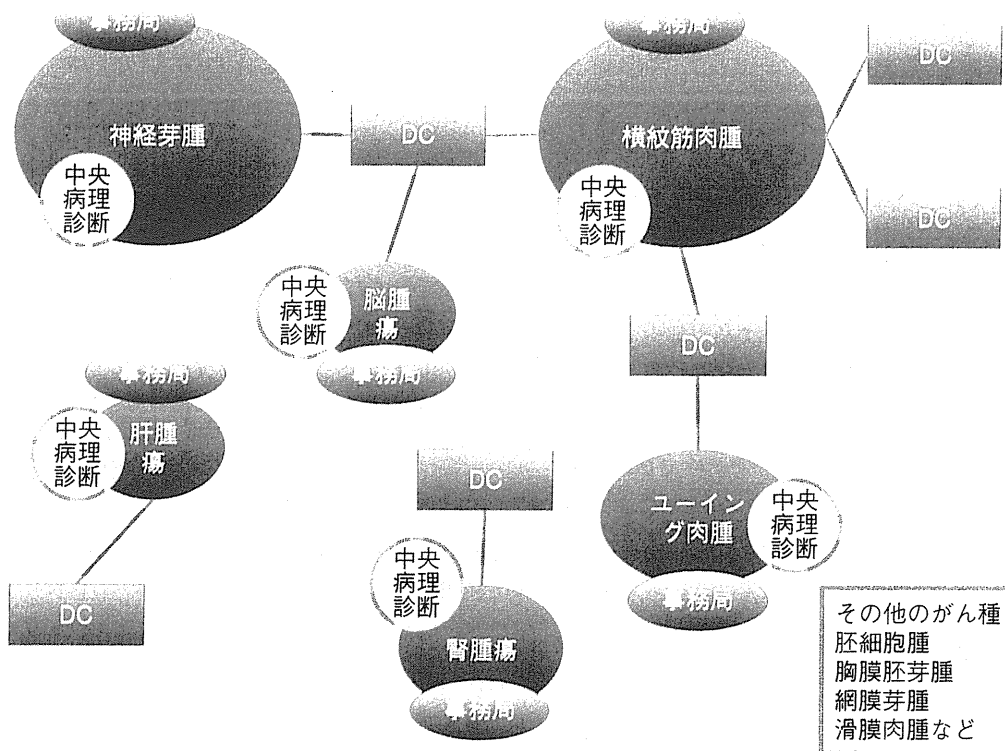 事務局
事務局
DC
神経芽腫
DC
横紋筋肉腫
中央
病理
診断
中央
病理
診断
DC
中央
病理
診断
脳腫
瘍
事務局
DC
事務局
中央
病理
診断
肝腫
瘍
DC
ユーイン
グ肉腫
中央
病理
診断
中央
病理
診断
事務局
DC
腎腫瘍
事務局
その他のがん種
胚細胞腫
胸膜胚芽腫
網膜芽腫
滑膜肉腫など